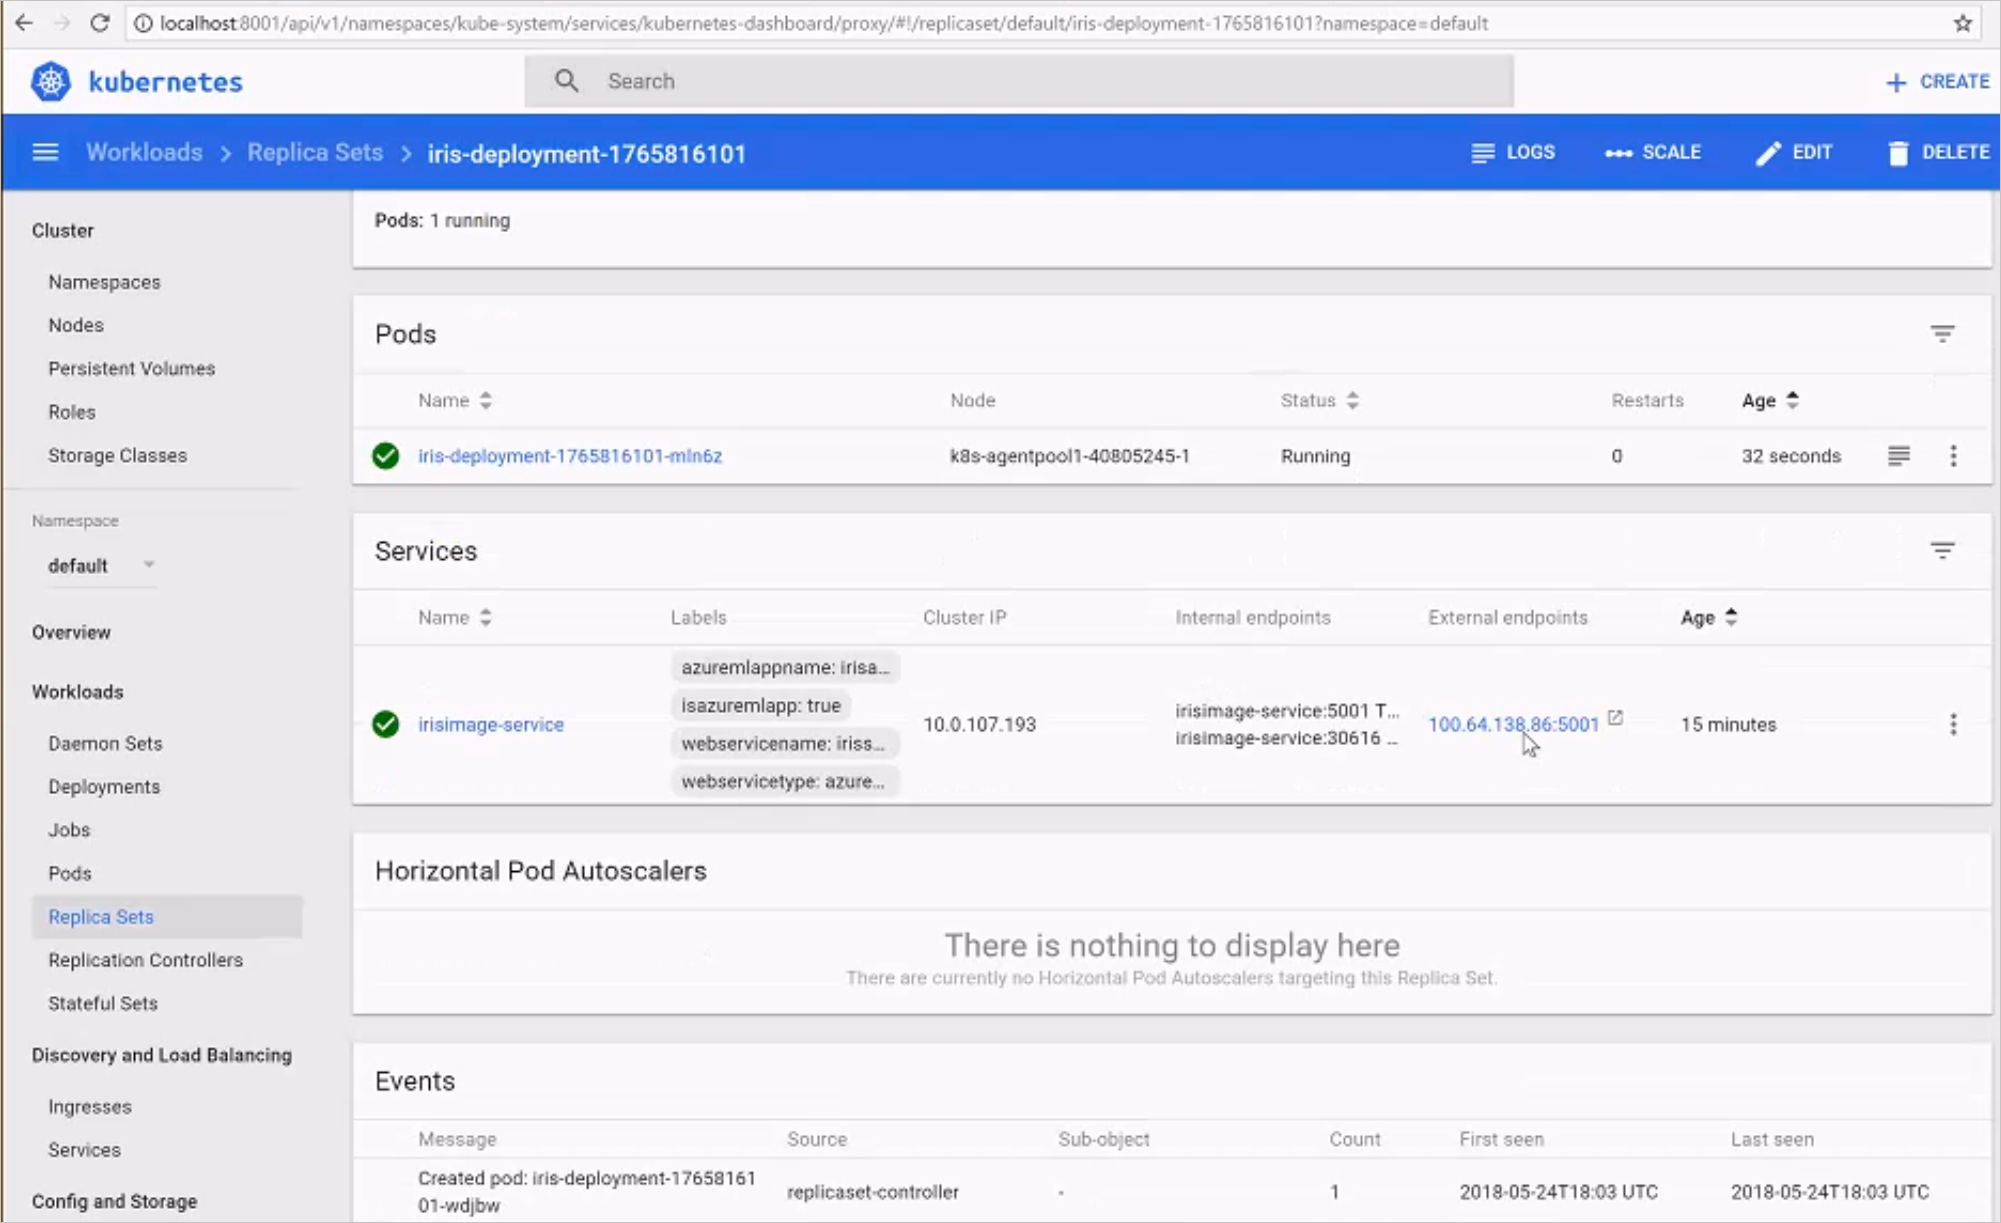 localhost:8001/api/v1/namespaces/kube-system/services/kubernetes-dashboard/proxy/#!/replicaset/default/iris-deployment-1765816101?namespace=default
kubernetes
Search
CREATE
Workloads > Replica Sets > iris-deployment-1765816101
LOGS
SCALE
EDIT
DELETE
Cluster
Namespaces
Nodes
Persistent Volumes
Roles
Storage Classes
Namespace
default
Overview
Workloads
Daemon Sets
Deployments
Jobs
Pods
Replica Sets
Replication Controllers
Stateful Sets
Discovery and Load Balancing
Ingresses
Services
Config and Storage
Pods: 1 running
Pods
Name Node Status Restarts Age
iris-deployment-1765816101-mln6z k8s-agentpool1-40805245-1 Running 0 32 seconds
Services
Name Labels Cluster IP Internal endpoints External endpoints Age
irisimage-service
azuremlappname: irisa...
isazuremlapp: true
webservicename: iriss...
webservicetype: azure...
10.0.107.193
irisimage-service:5001 T...
irisimage-service:30616 ...
100.64.138.86:5001
15 minutes
Horizontal Pod Autoscalers
There is nothing to display here
There are currently no Horizontal Pod Autoscalers targeting this Replica Set.
Events
Message Source Sub-object Count First seen Last seen
Created pod: iris-deployment-17658161
01-wdjbw
replicaset-controller - 1 2018-05-24T18:03 UTC 2018-05-24T18:03 UTC